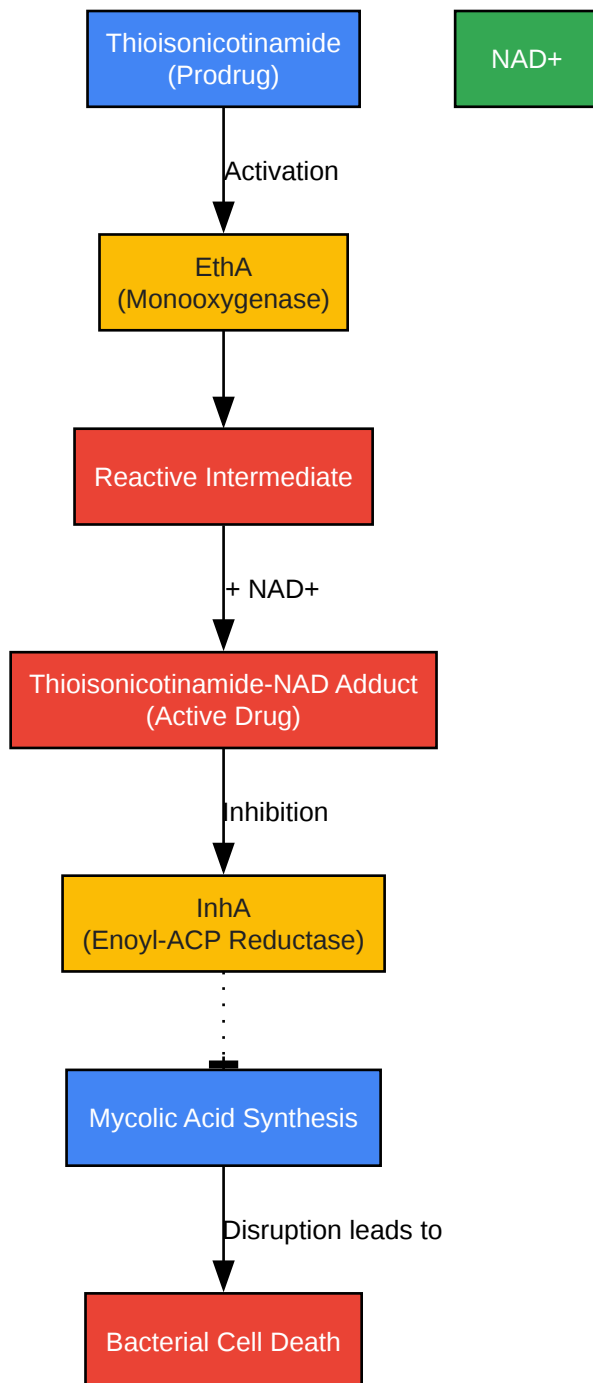 Thioisonicotinamide
(Prodrug)
NAD+
Activation
EthA
(Monooxygenase)
Reactive Intermediate
+ NAD+
Thioisonicotinamide-NAD Adduct
(Active Drug)
Inhibition
InhA
(Enoyl-ACP Reductase)
Mycolic Acid Synthesis
Disruption leads to
Bacterial Cell Death